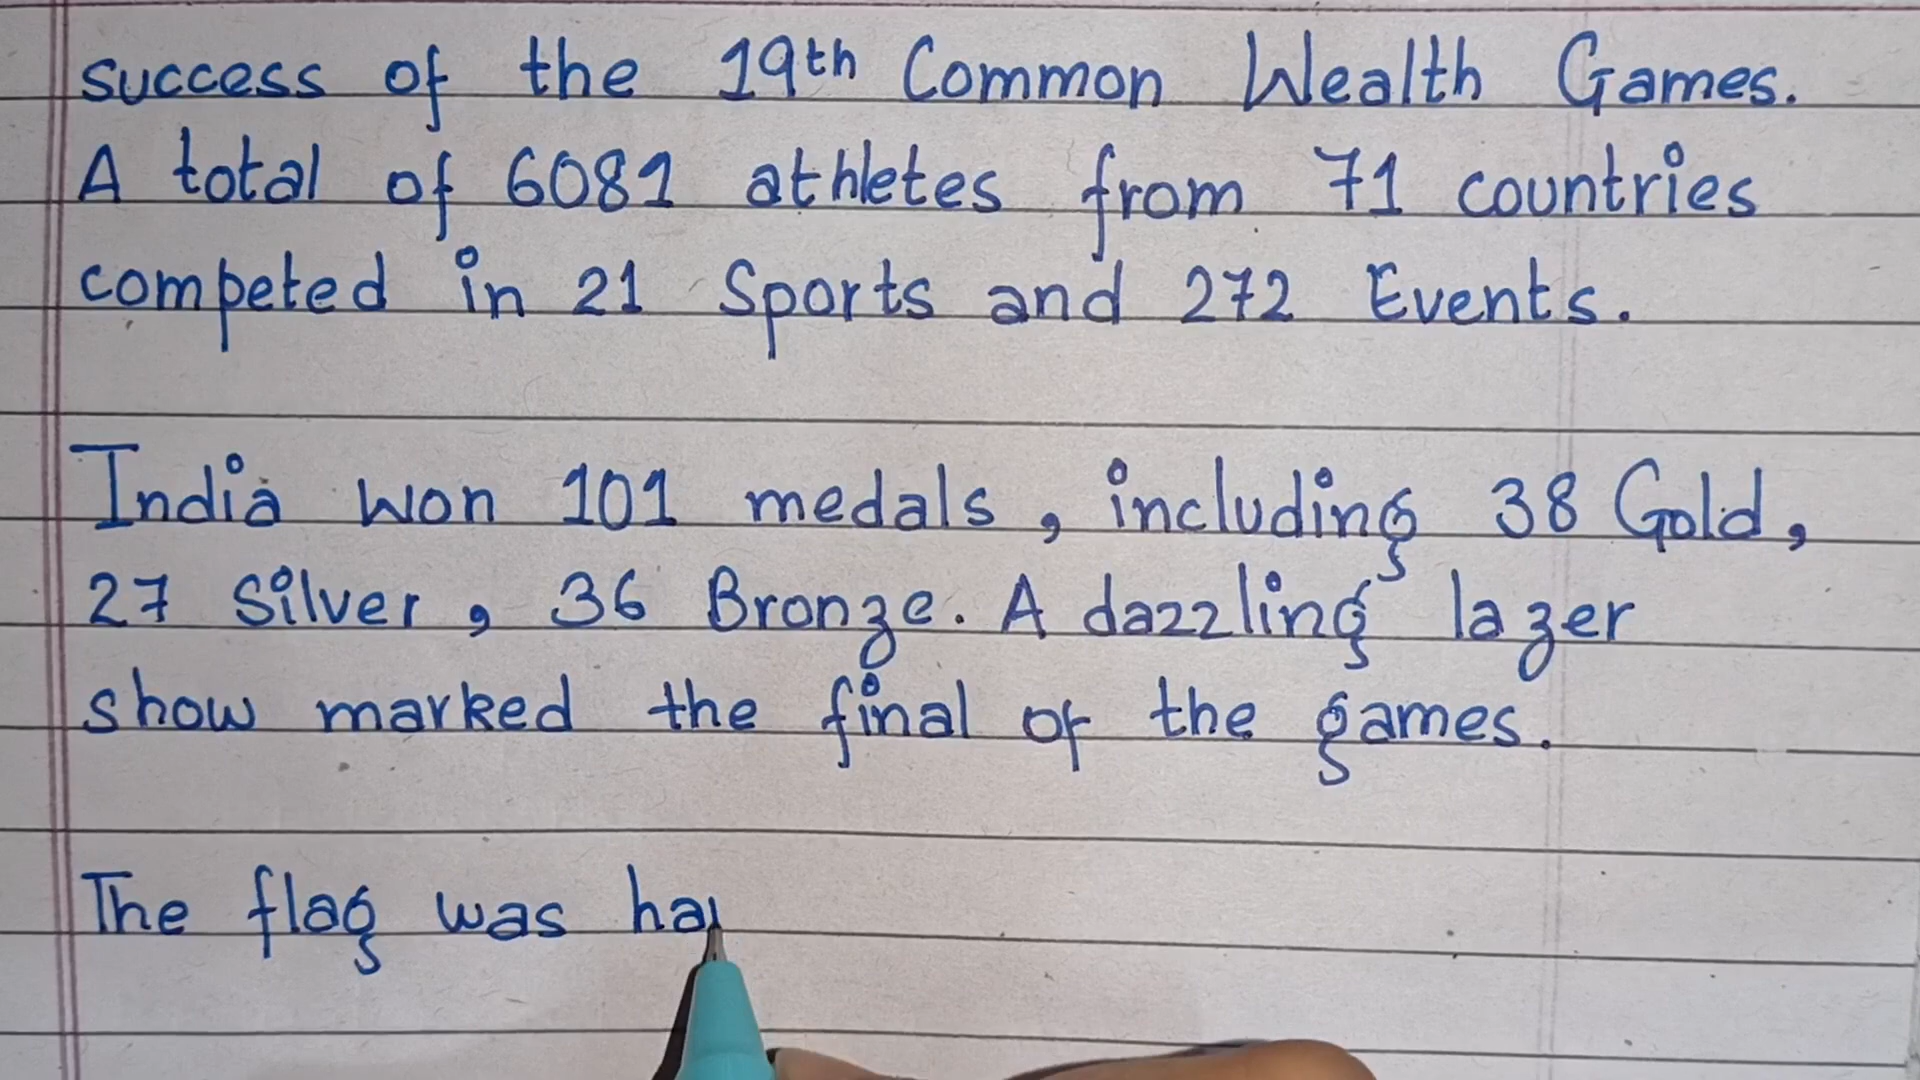 success of the 19th Common Wealth Games.
A total of 6081 athletes from 71 countries
competed in 21 Sports and 272 Events.
India won 101 medals, including 38 Gold,
27 Silver, 36 Bronze. A dazzling lazer
show marked the final of the games.
The flag was ha